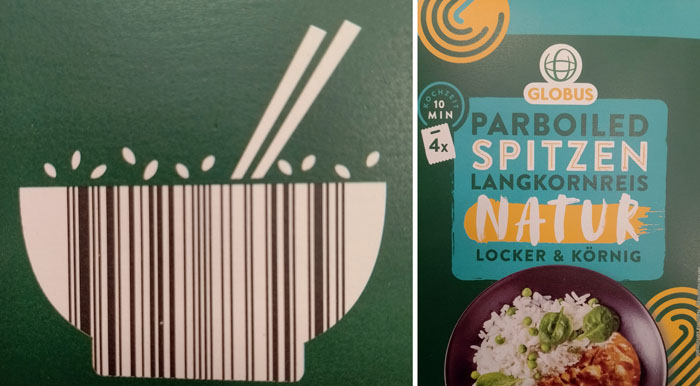 GLOBUS
KOCHZEIT
10
MIN
4x
PARBOILED
SPITZEN
LANGKORNREIS
NATUR
LOCKER & KÖRNIG